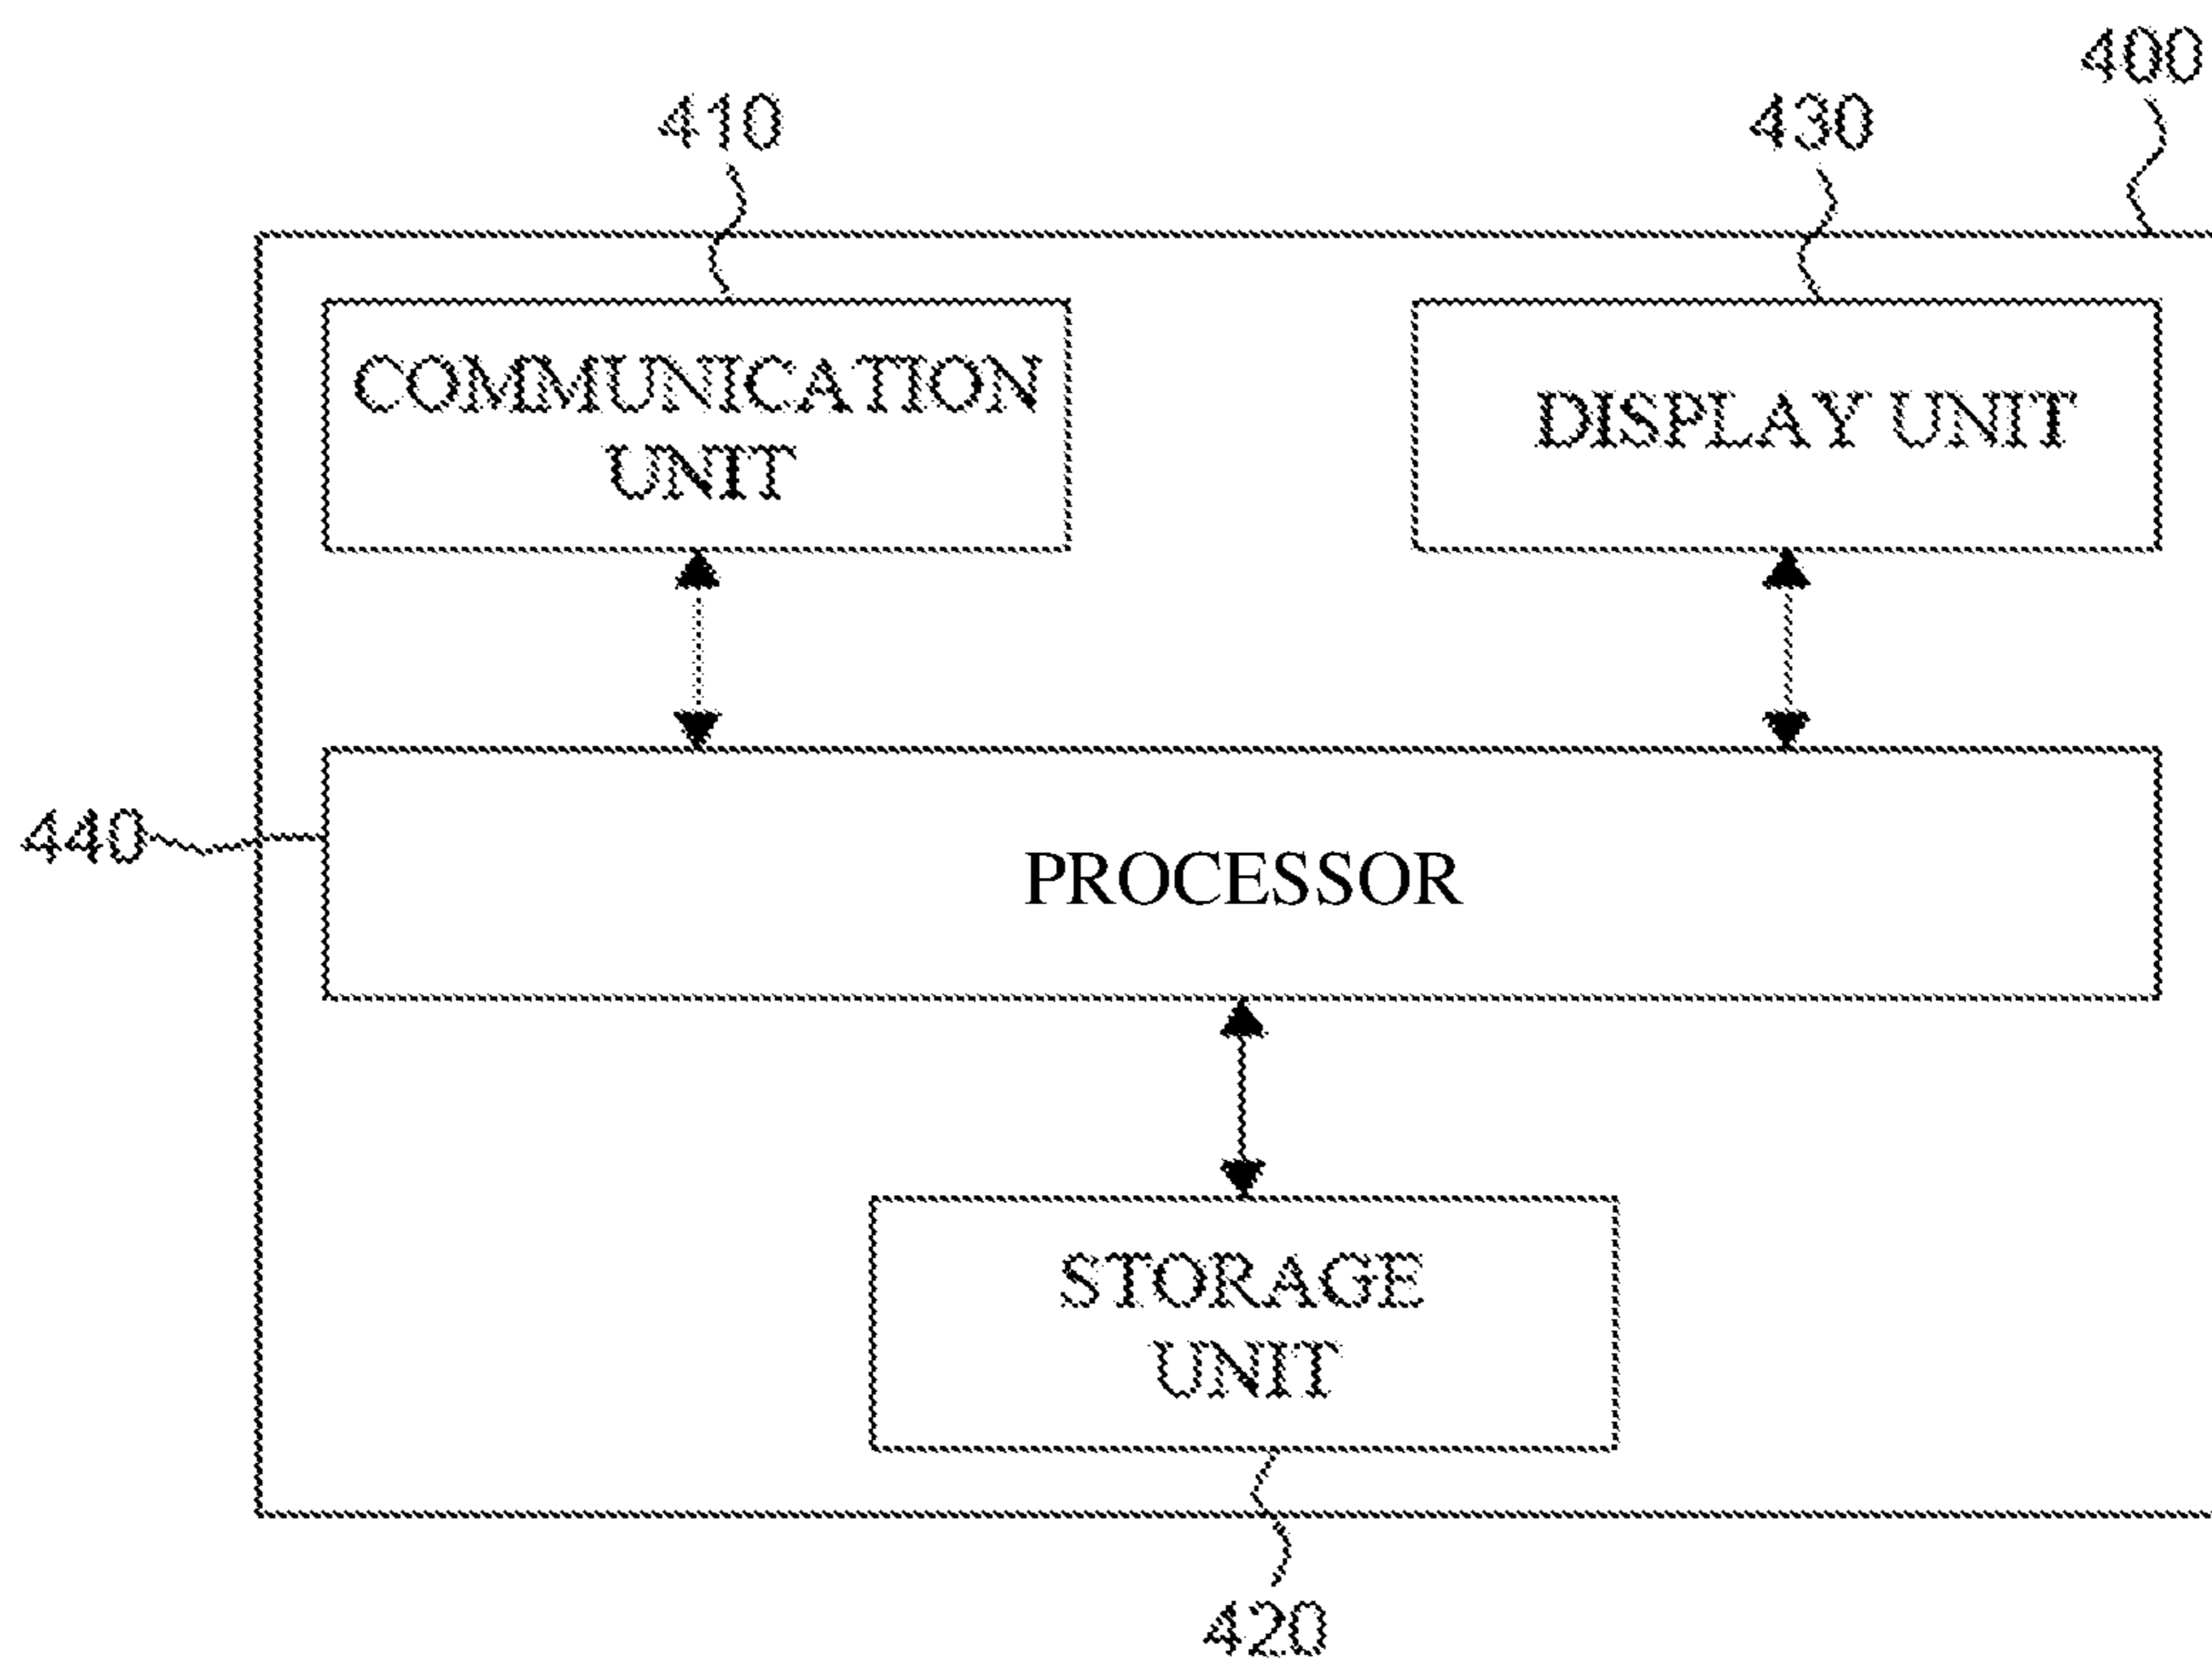 400
410
430
COMMUNICATION
UNIT
DISPLAY UNIT
440
PROCESSOR
STORAGE
UNIT
420